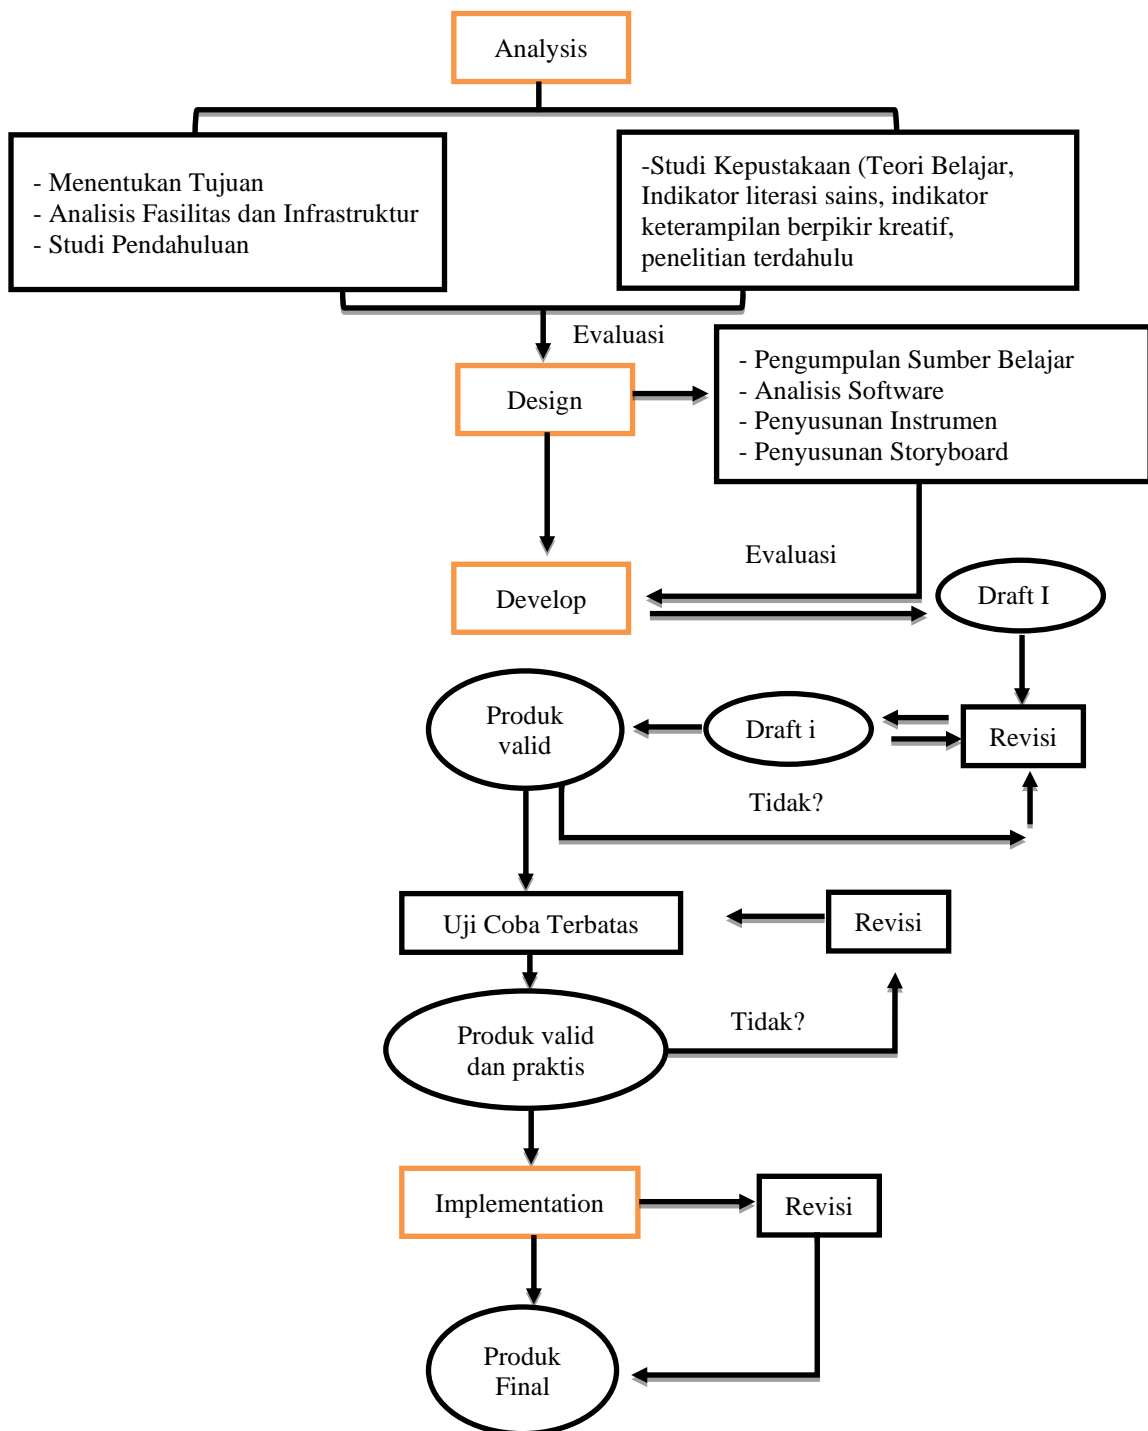 Analysis
- Menentukan Tujuan
- Analisis Fasilitas dan Infrastruktur
- Studi Pendahuluan
-Studi Kepustakaan (Teori Belajar,
Indikator literasi sains, indikator
keterampilan berpikir kreatif,
penelitian terdahulu
Evaluasi
Design
- Pengumpulan Sumber Belajar
- Analisis Software
- Penyusunan Instrumen
- Penyusunan Storyboard
Evaluasi
Develop
Draft I
Produk
valid
Draft i
Revisi
Tidak?
Uji Coba Terbatas
Revisi
Produk valid
dan praktis
Tidak?
Implementation
Revisi
Produk
Final